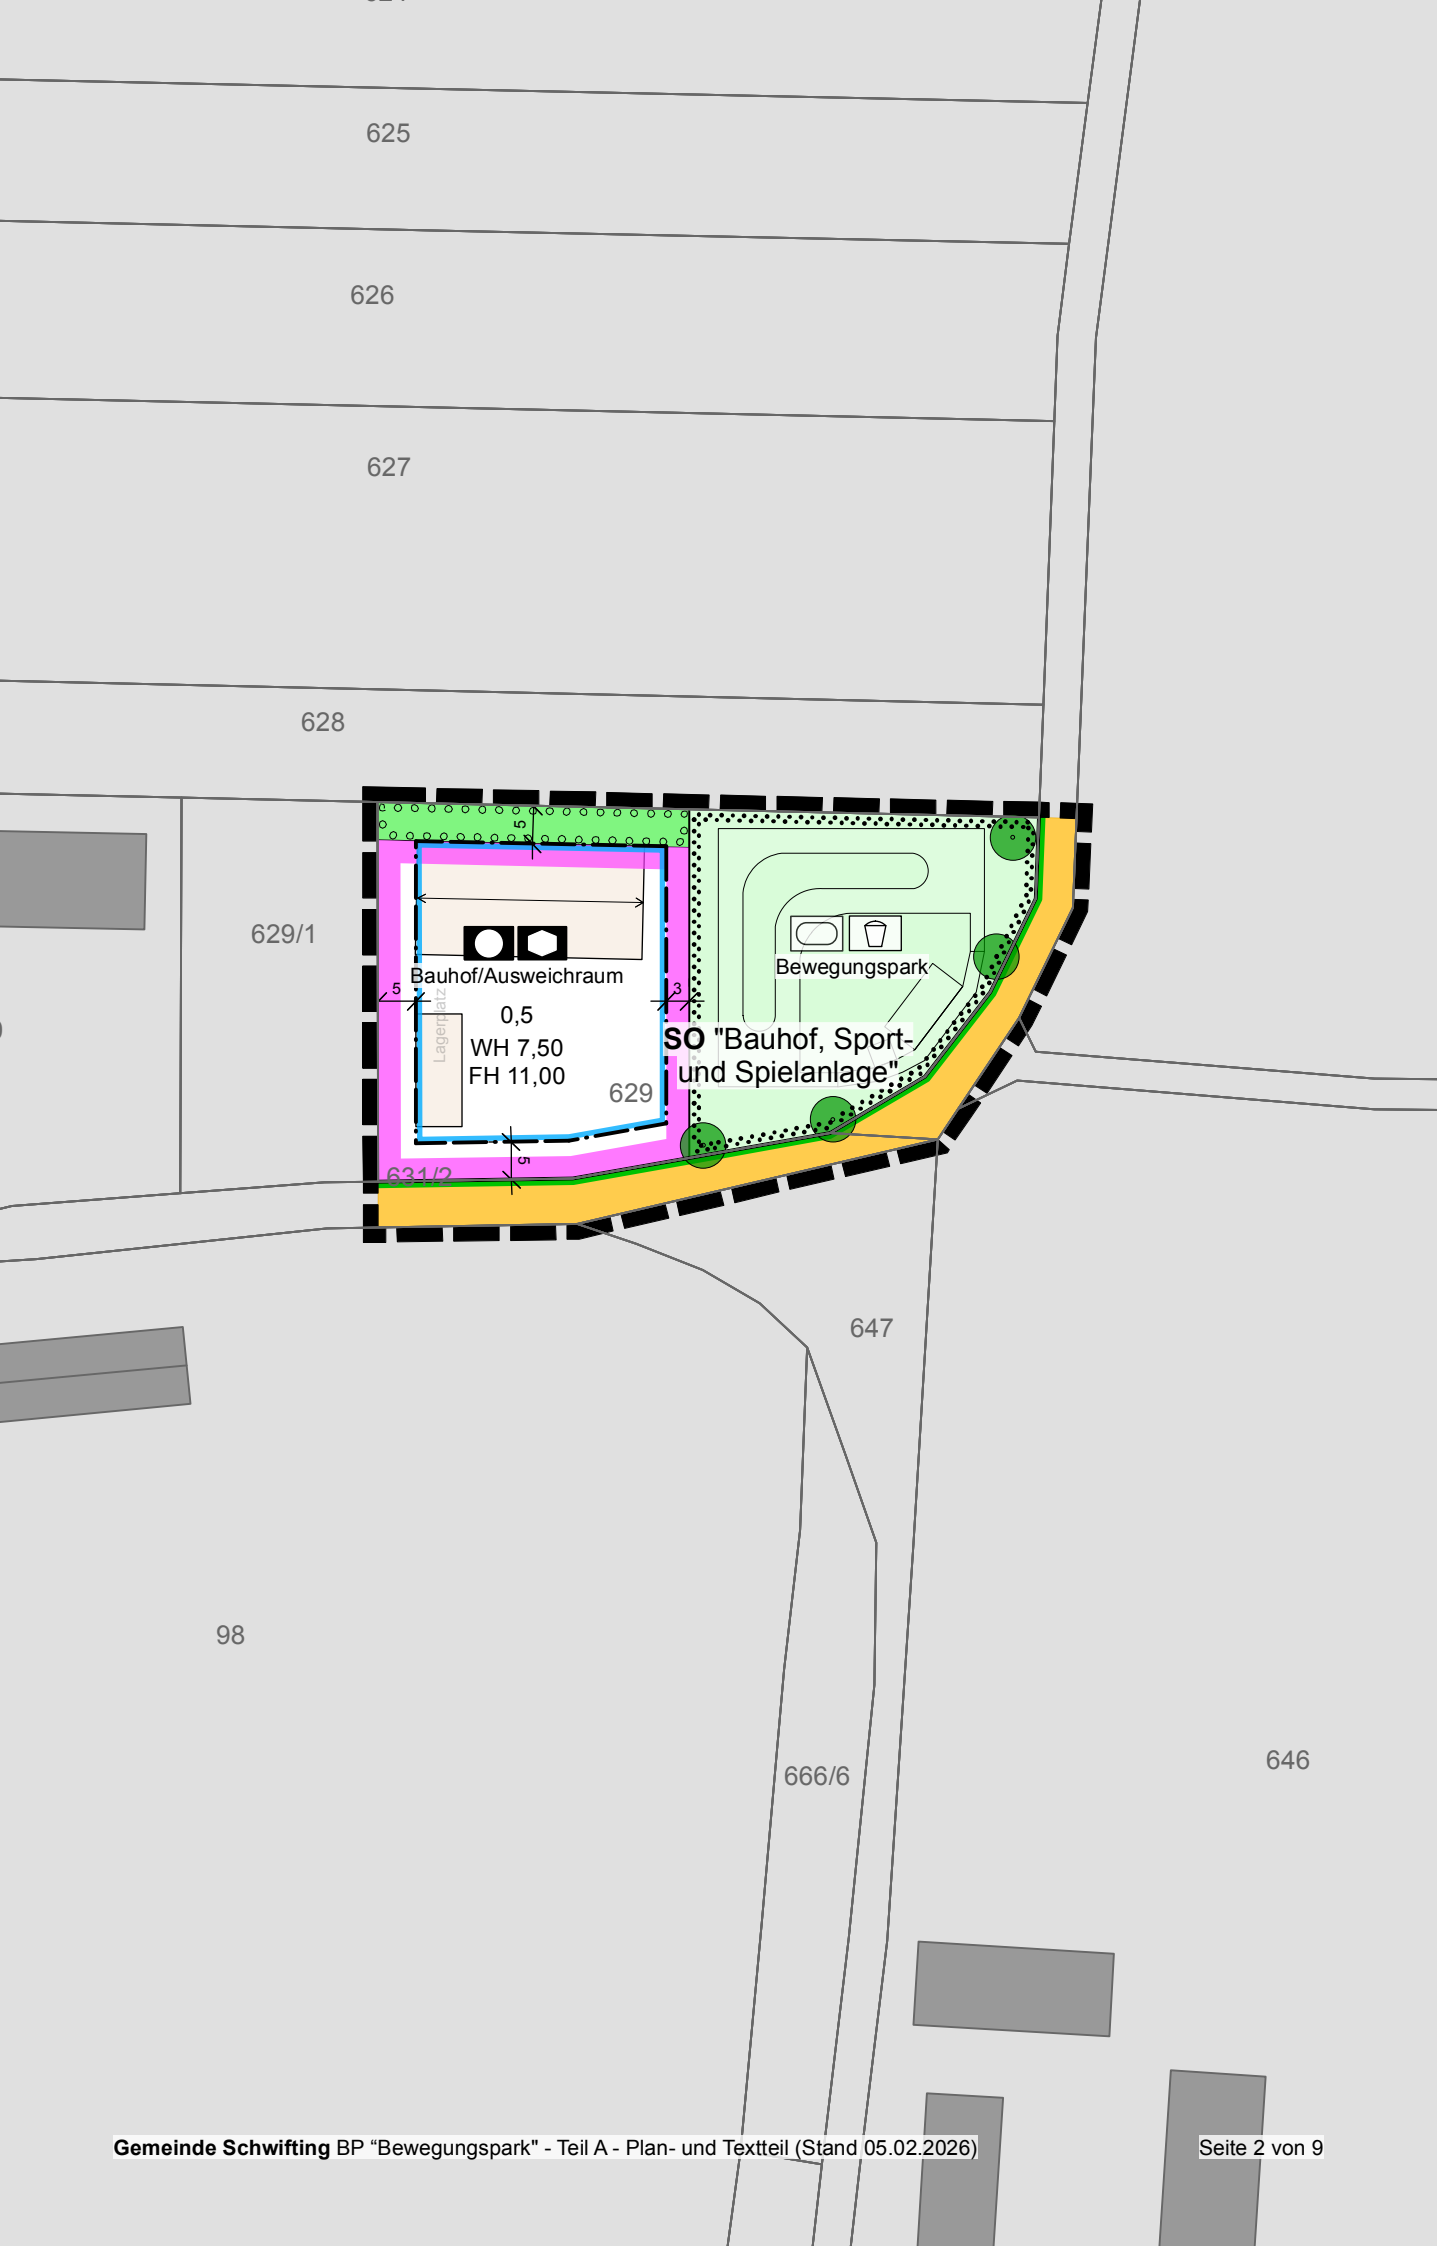 625
626
627
628
5
629/1
Bewegungspark
Bauhof/Ausweichraum
5
3
Lagerplatz
0,5
SO "Bauhof, Sport-
und Spielanlage"
WH 7,50
FH 11,00
629
5
631/2
647
98
646
666/6
Gemeinde Schwifting BP “Bewegungspark" - Teil A - Plan- und Textteil (Stand 05.02.2026)
Seite 2 von 9